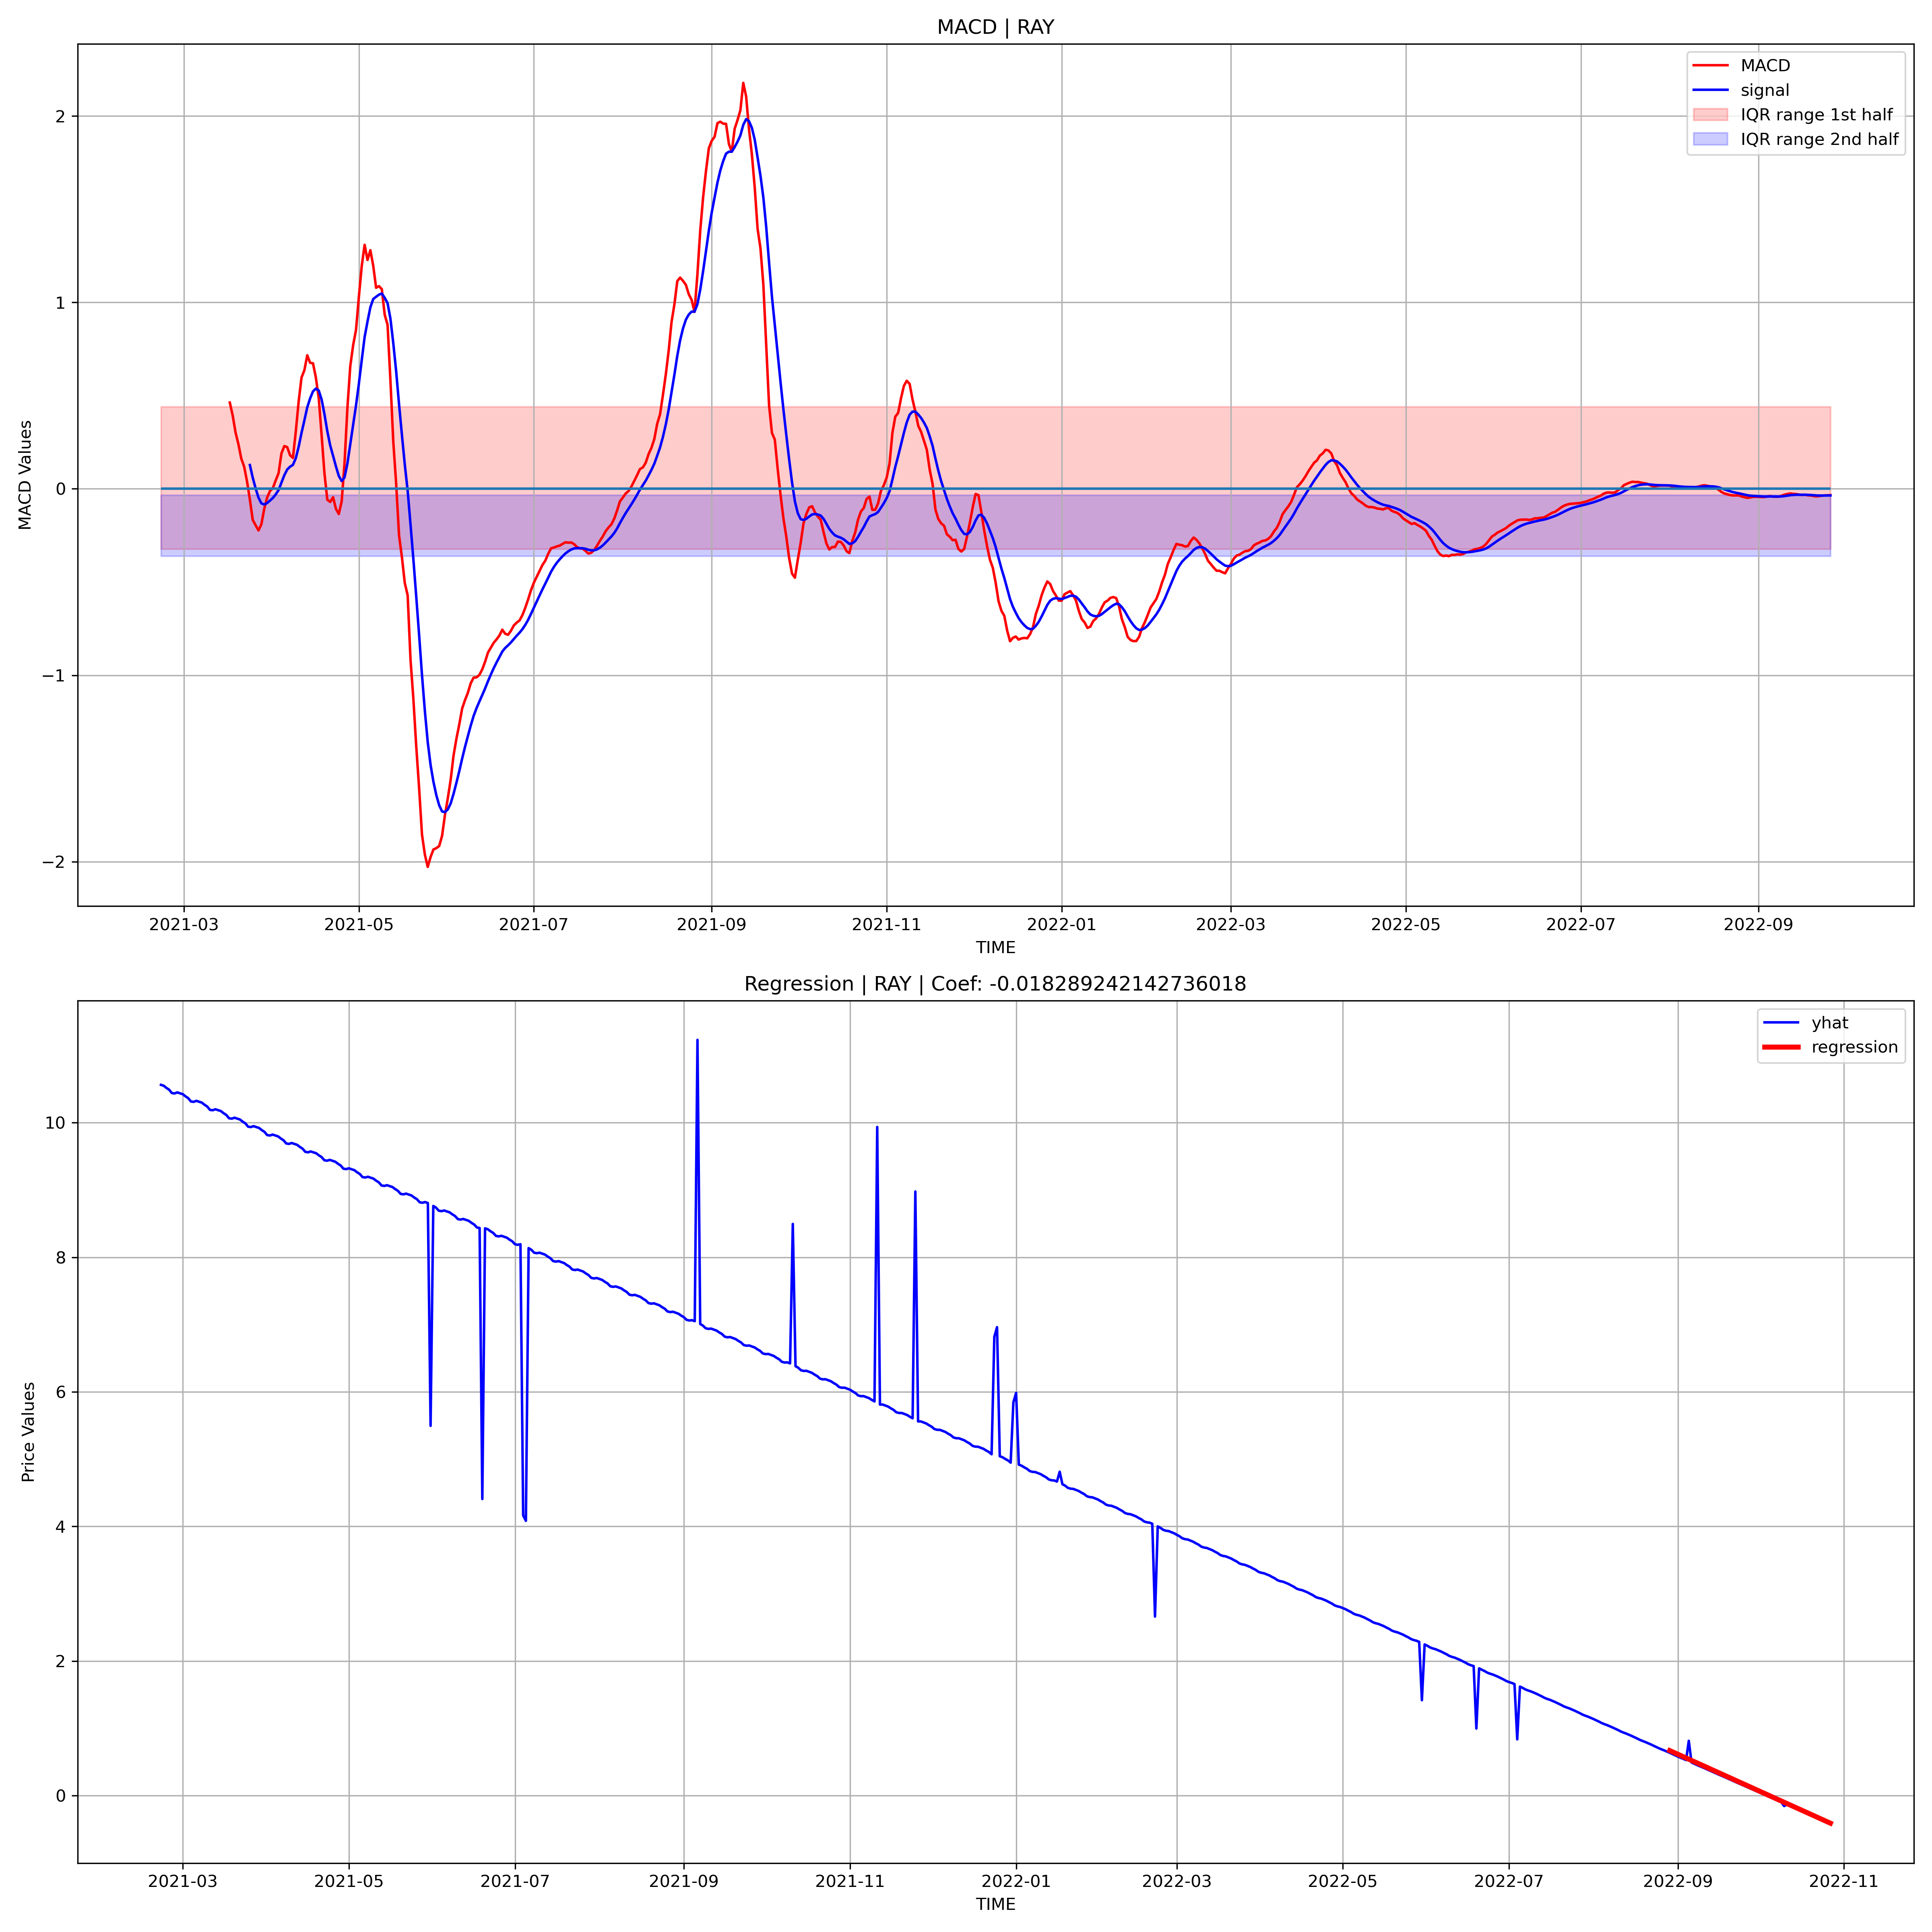 MACD | RAY
MACD
signal
IQR range 1st half
IQR range 2nd half
MACD Values
2
1
0
−1
−2
2021-03 2021-05 2021-07 2021-09 2021-11 2022-01 2022-03 2022-05 2022-07 2022-09
TIME
Regression | RAY | Coef: -0.018289242142736018
yhat
regression
Price Values
10
8
6
4
2
0
2021-03 2021-05 2021-07 2021-09 2021-11 2022-01 2022-03 2022-05 2022-07 2022-09 2022-11
TIME